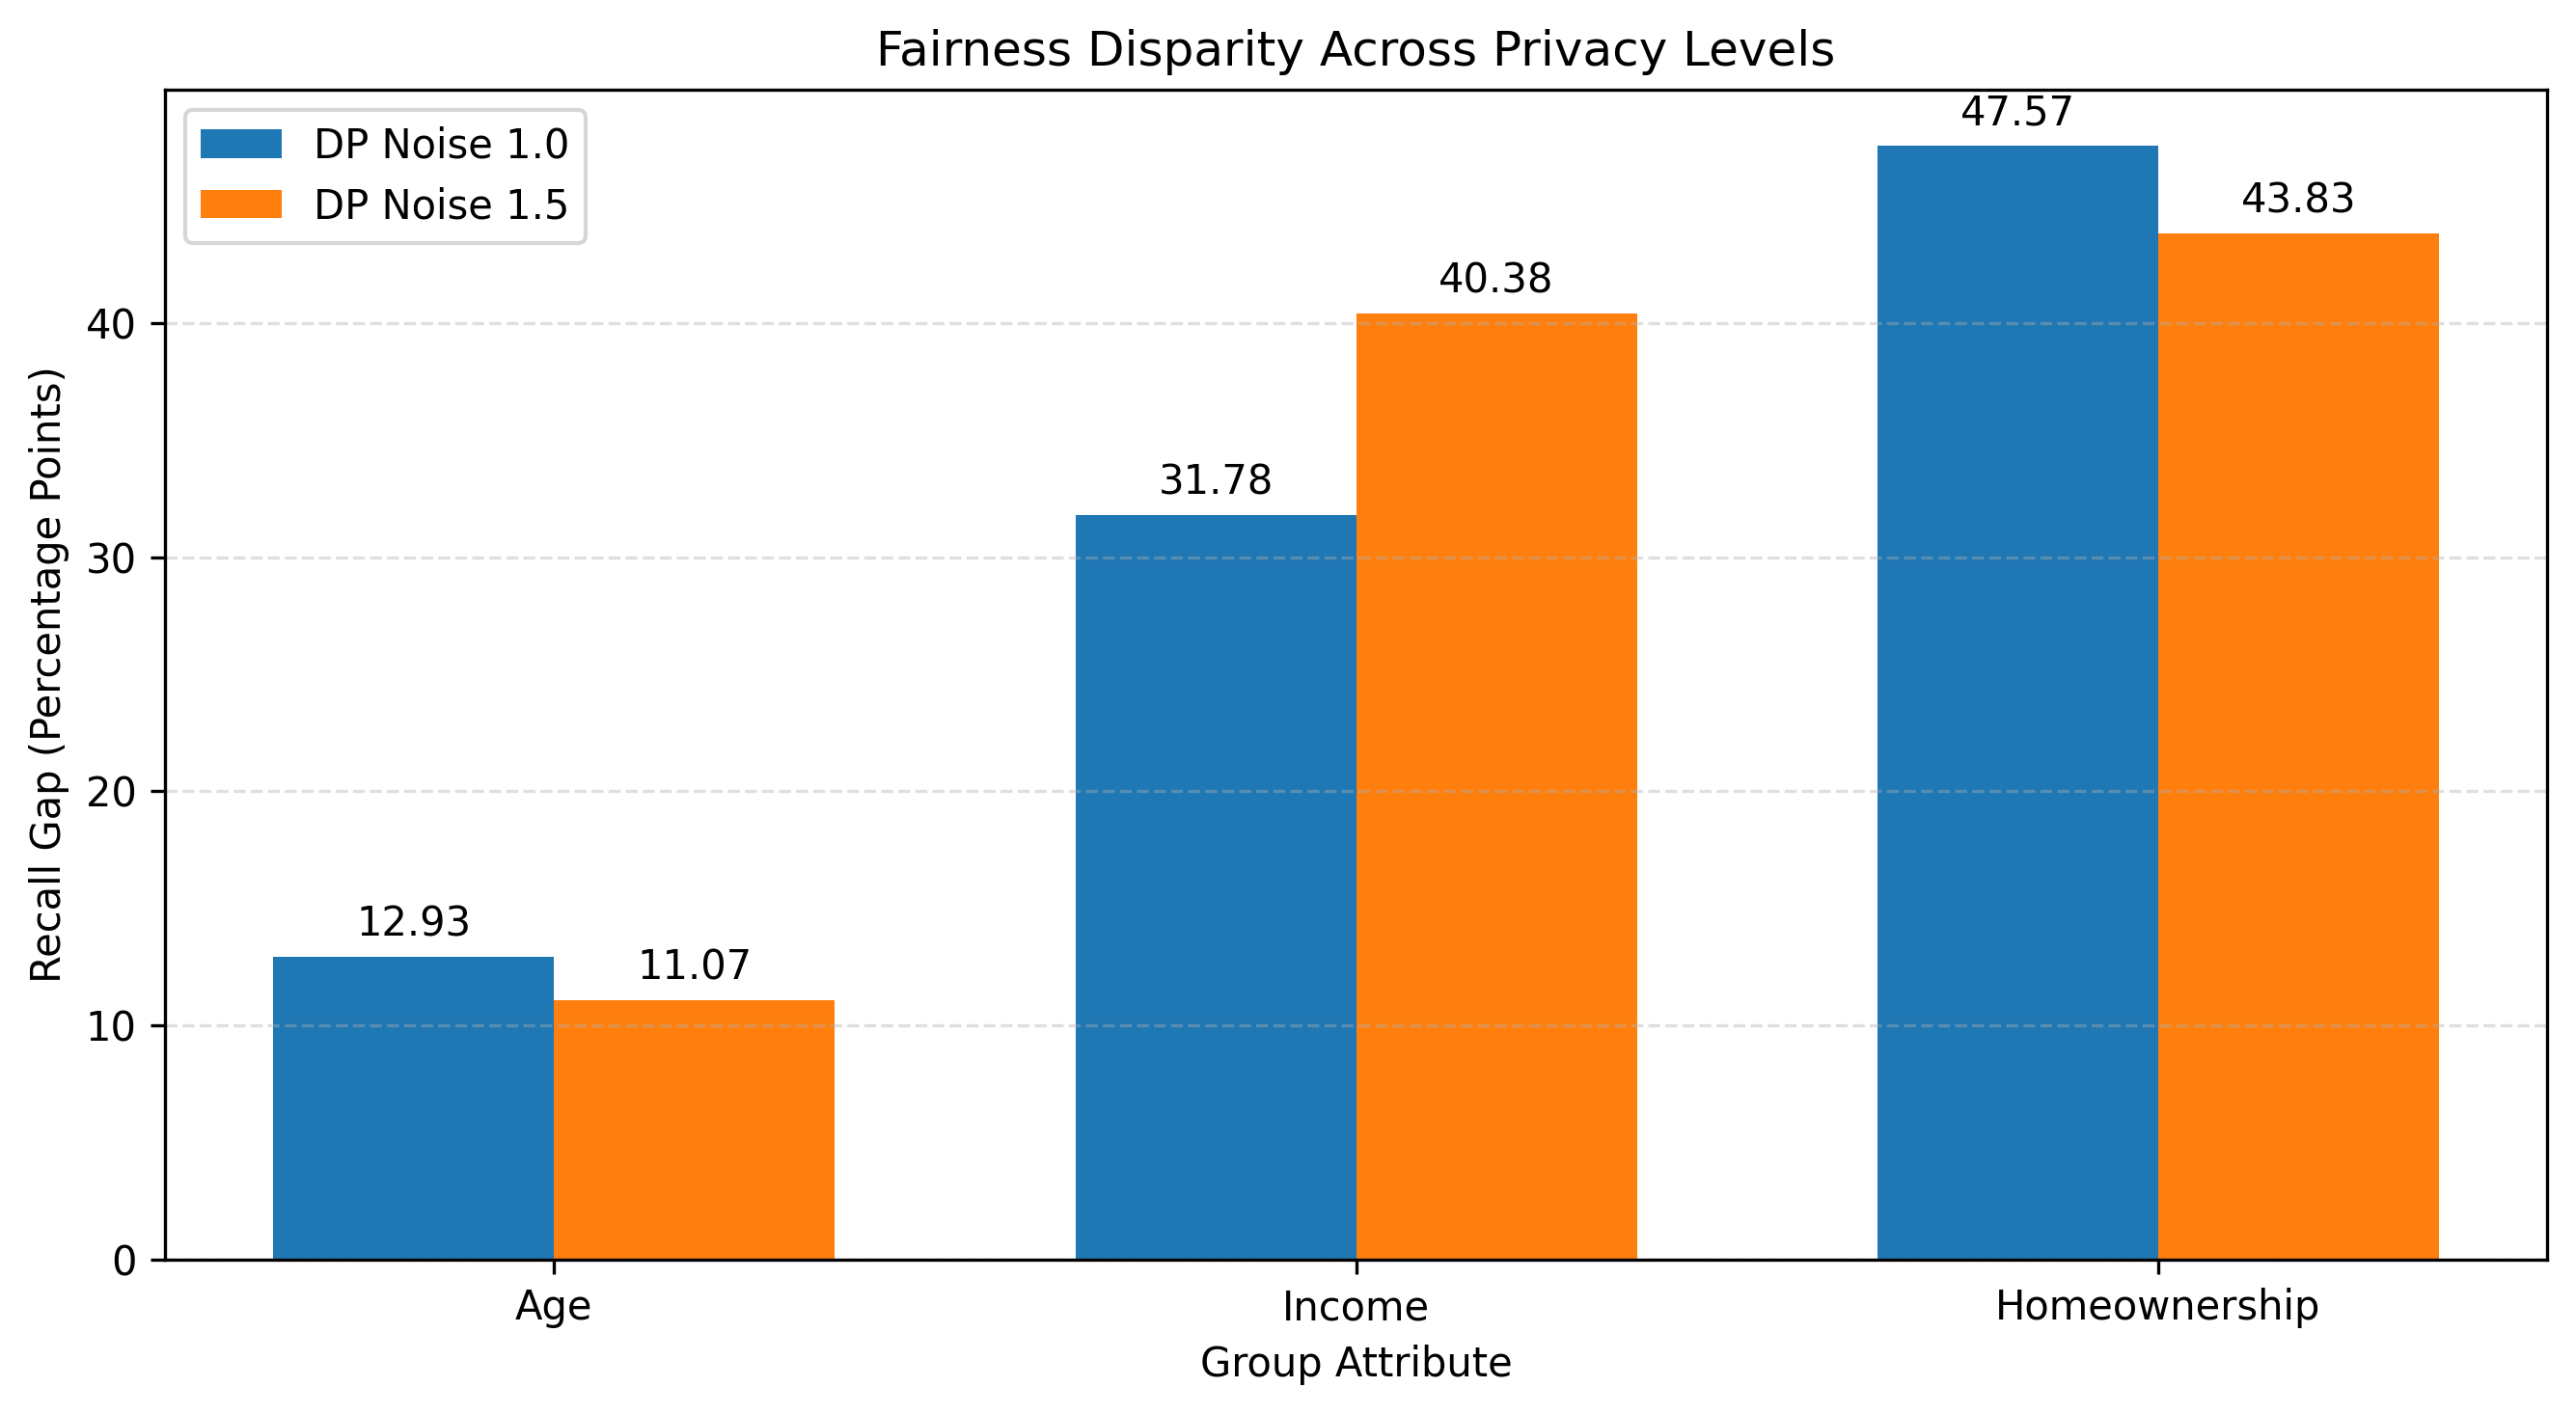 Fairness Disparity Across Privacy Levels
DP Noise 1.0
DP Noise 1.5
Recall Gap (Percentage Points)
40
30
20
10
0
12.93
11.07
31.78
40.38
47.57
43.83
Age
Income
Homeownership
Group Attribute